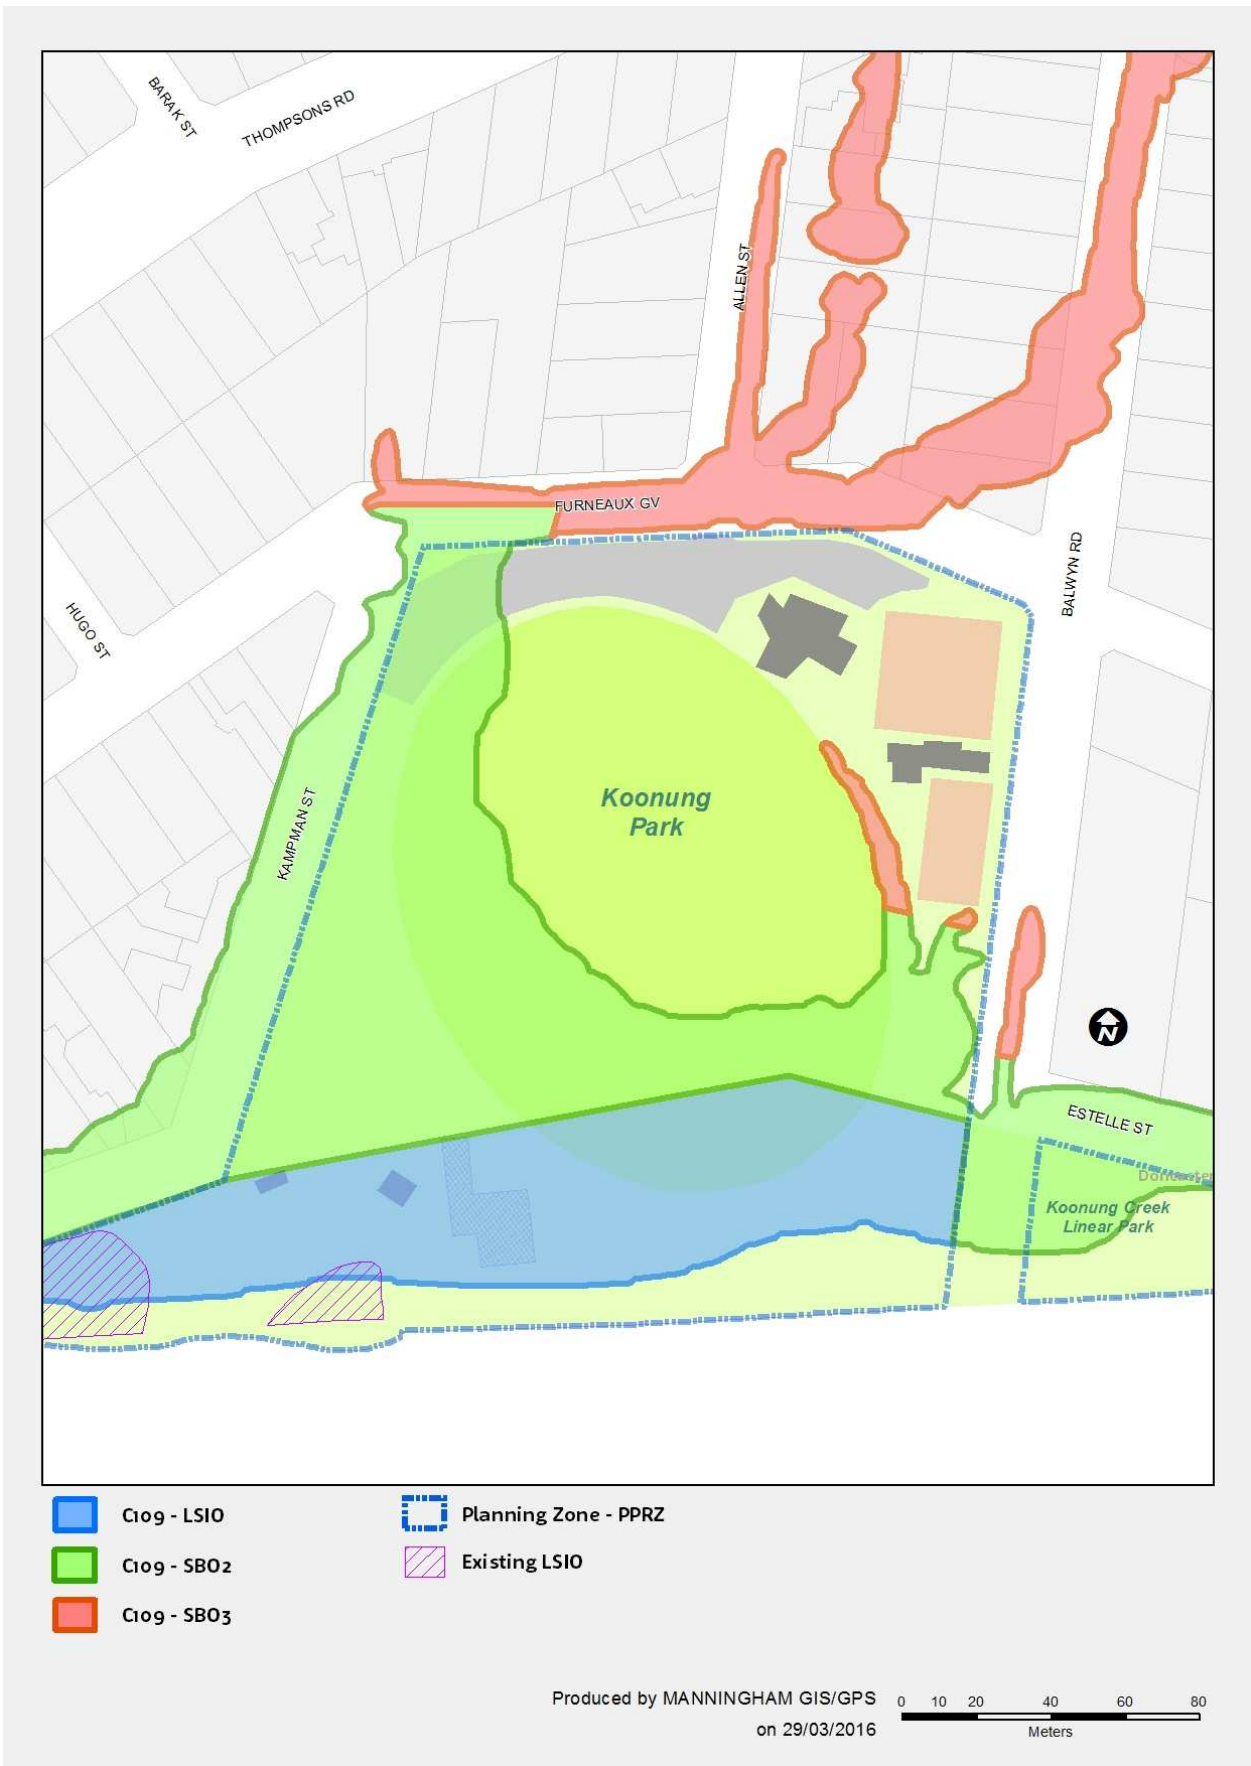 BARAK ST
THOMPSONS RD
ALLEN ST
FURNEAUX GV
BALWYN RD
HUGO ST
KAMPMAN ST
Koonung
Park
N
ESTELLE ST
Doncaster
Koonung Creek
Linear Park
C109 - LSIO
Planning Zone - PPRZ
C109 - SBO2
Existing LSIO
C109 - SBO3
Produced by MANNINGHAM GIS/GPS
on 29/03/2016
0 10 20 40 60 80
Meters